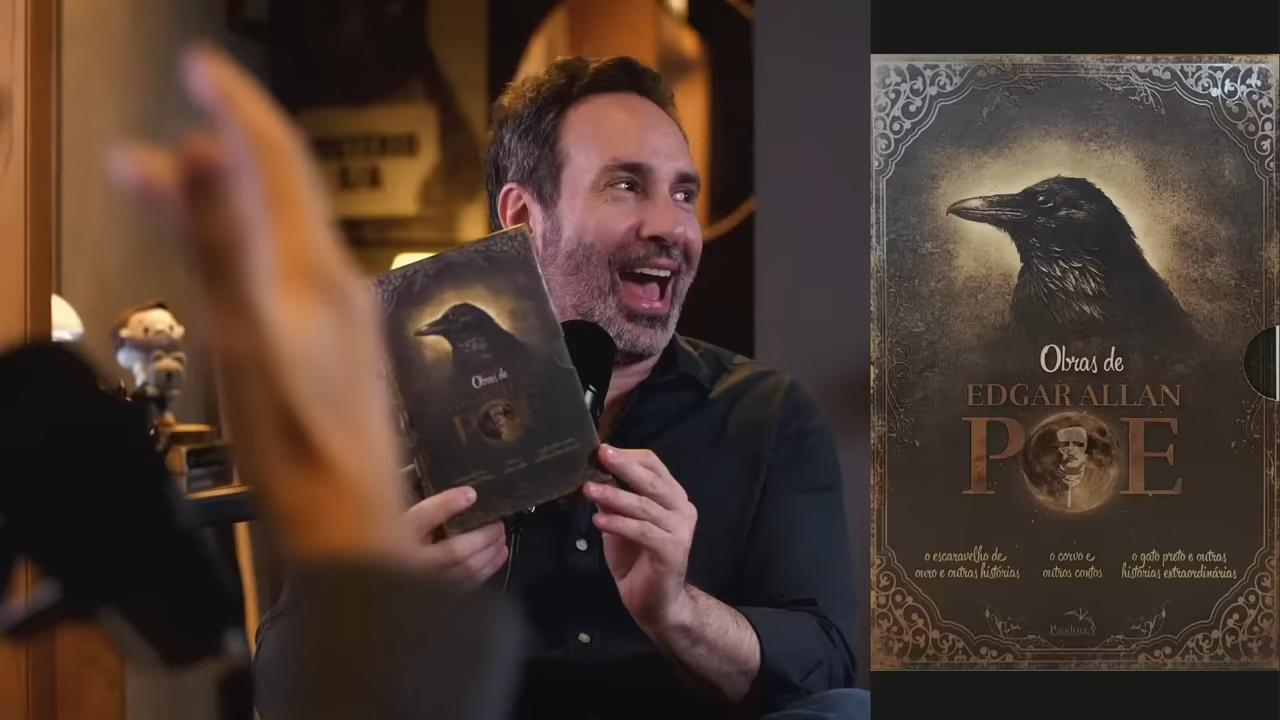 Obras de
Obras de
EDGAR ALLAN
POE
o escaravelho de
ouro e outras histórias
o corvo e
outros contos
o gato preto e outras
histórias extraordinárias
PandorgA